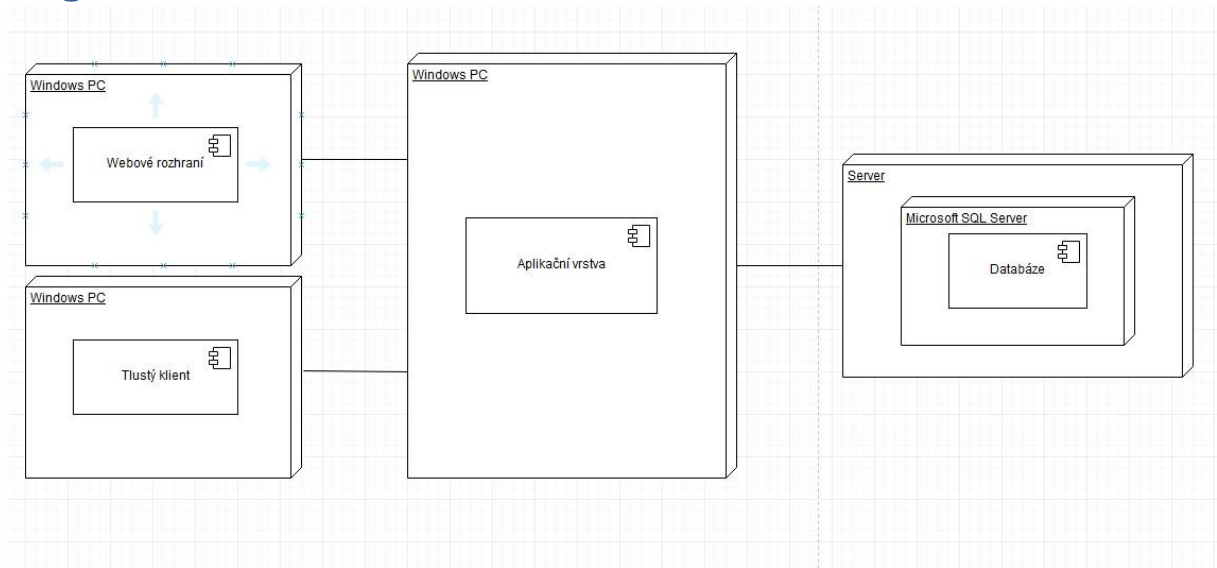 Windows PC
Webové rozhraní
Windows PC
Tlustý klient
Windows PC
Aplikační vrstva
Server
Microsoft SQL Server
Databáze